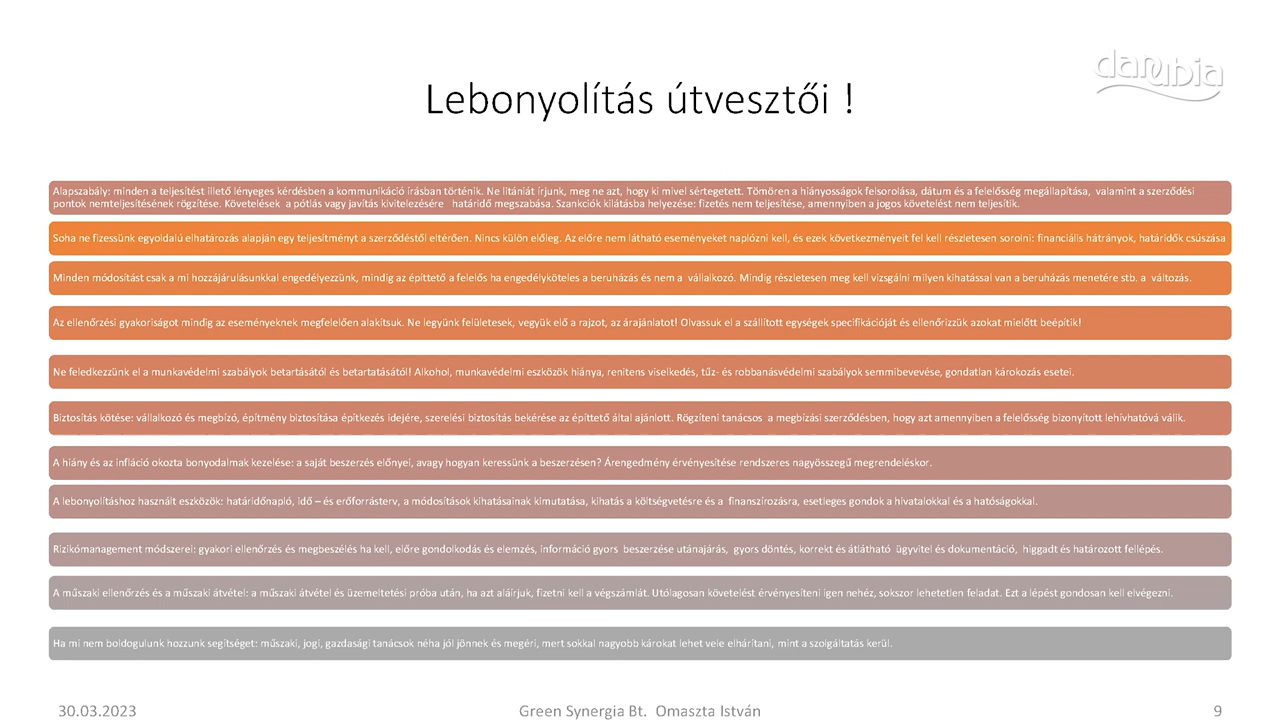 danubia
Lebonyolítás útvesztői !
Alapszabály: minden a teljesítést illető lényeges kérdésben a kommunikáció írásban történik. Ne litániát írjunk, meg ne azt, hogy ki mivel sértegetett. Tömören a hiányosságok felsorolása, dátum és a felelősség megállapítása, valamint a szerződési
pontok nemteljesítésének rögzítése. Követelések a pótlás vagy javítás kivitelezésére határidő megszabása. Szankciók kilátásba helyezése: fizetés nem teljesítése, amennyiben a jogos követelést nem teljesítik.
Soha ne fizessünk egyoldalú elhatározás alapján egy teljesítményt a szerződéstől eltérően. Nincs külön előleg. Az előre nem látható eseményeket naplózni kell, és ezek következményeit fel kell részletesen sorolni: financiális hátrányok, határidők csúszása
Minden módosítást csak a mi hozzájárulásunkkal engedélyezzünk, mindig az építtető a felelős ha engedélyköteles a beruházás és nem a vállalkozó. Mindig részletesen meg kell vizsgálni milyen kihatással van a beruházás menetére stb. a változás.
Az ellenőrzési gyakoriságot mindig az eseményeknek megfelelően alakítsuk. Ne legyünk felületesek, vegyük elő a rajzot, az árajánlatot! Olvassuk el a szállított egységek specifikációját és ellenőrizzük azokat mielőtt beépítik!
Ne feledkezzünk el a munkavédelmi szabályok betartásától és betartatásától! Alkohol, munkavédelmi eszközök hiánya, renitens viselkedés, tűz- és robbanásvédelmi szabályok semmibevevése, gondatlan károkozás esetei.
Biztosítás kötése: vállalkozó és megbízó, építmény biztosítása építkezés idejére, szerelési biztosítás bekérése az építtető által ajánlott. Rögzíteni tanácsos a megbízási szerződésben, hogy azt amennyiben a felelősség bizonyított lehívhatóvá válik.
A hiány és az infláció okozta bonyodalmak kezelése: a saját beszerzés előnyei, avagy hogyan keressünk a beszerzésen? Árengedmény érvényesítése rendszeres nagyösszegű megrendeléskor.
A lebonyolításhoz használt eszközök: határidőnapló, idő – és erőforrásterv, a módosítások kihatásainak kimutatása, kihatás a költségvetésre és a finanszírozásra, esetleges gondok a hivatalokkal és a hatóságokkal.
Rizikómanagement módszerei: gyakori ellenőrzés és megbeszélés ha kell, előre gondolkodás és elemzés, információ gyors beszerzése utánajárás, gyors döntés, korrekt és átlátható ügyvitel és dokumentáció, higgadt és határozott fellépés.
A műszaki ellenőrzés és a műszaki átvétel: a műszaki átvétel és üzemeltetési próba után, ha azt aláírjuk, fizetni kell a végszámlát. Utólagosan követelést érvényesíteni igen nehéz, sokszor lehetetlen feladat. Ezt a lépést gondosan kell elvégezni.
Ha mi nem boldogulunk hozzunk segítséget: műszaki, jogi, gazdasági tanácsok néha jól jönnek és megéri, mert sokkal nagyobb károkat lehet vele elhárítani, mint a szolgáltatás kerül.
30.03.2023
Green Synergia Bt. Omaszta István
9